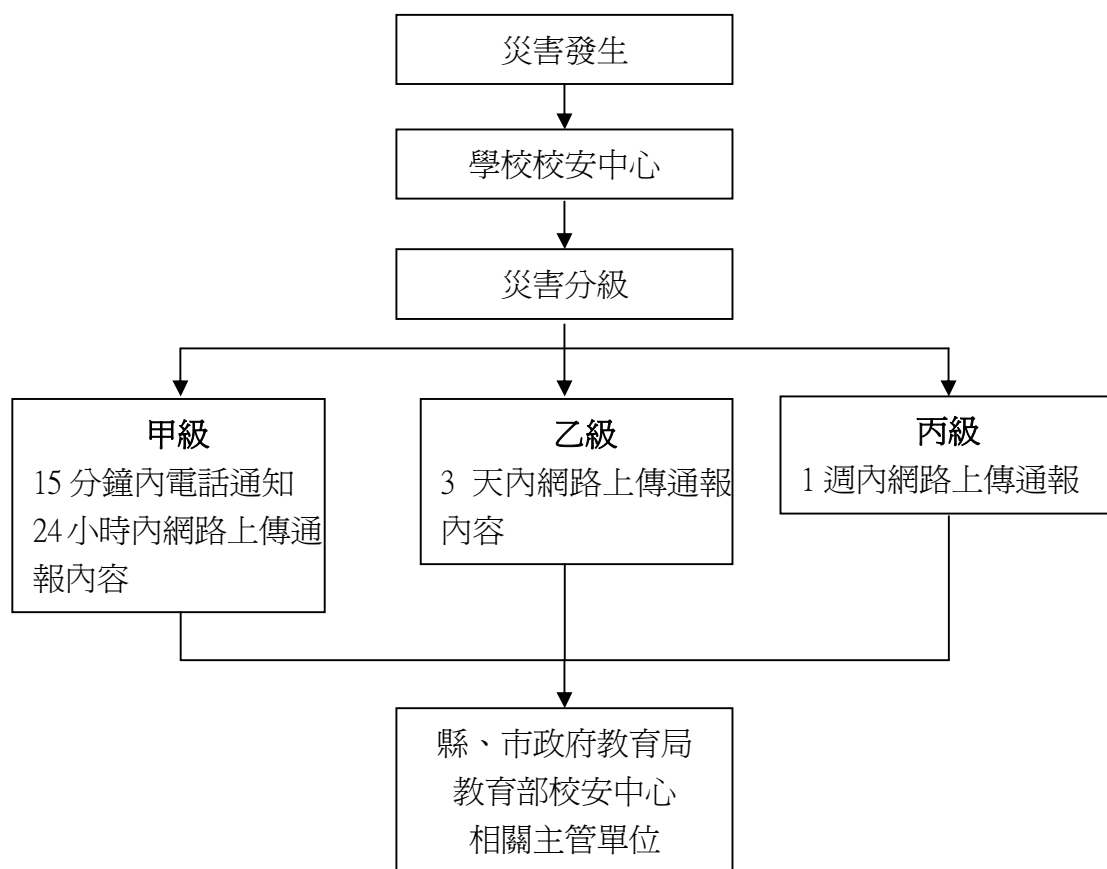 災害發生
學校校安中心
災害分級
甲級
15分鐘內電話通知
24小時內網路上傳通
報內容
乙級
3 天內網路上傳通報
內容
丙級
1週內網路上傳通報
縣、市政府教育局
教育部校安中心
相關主管單位